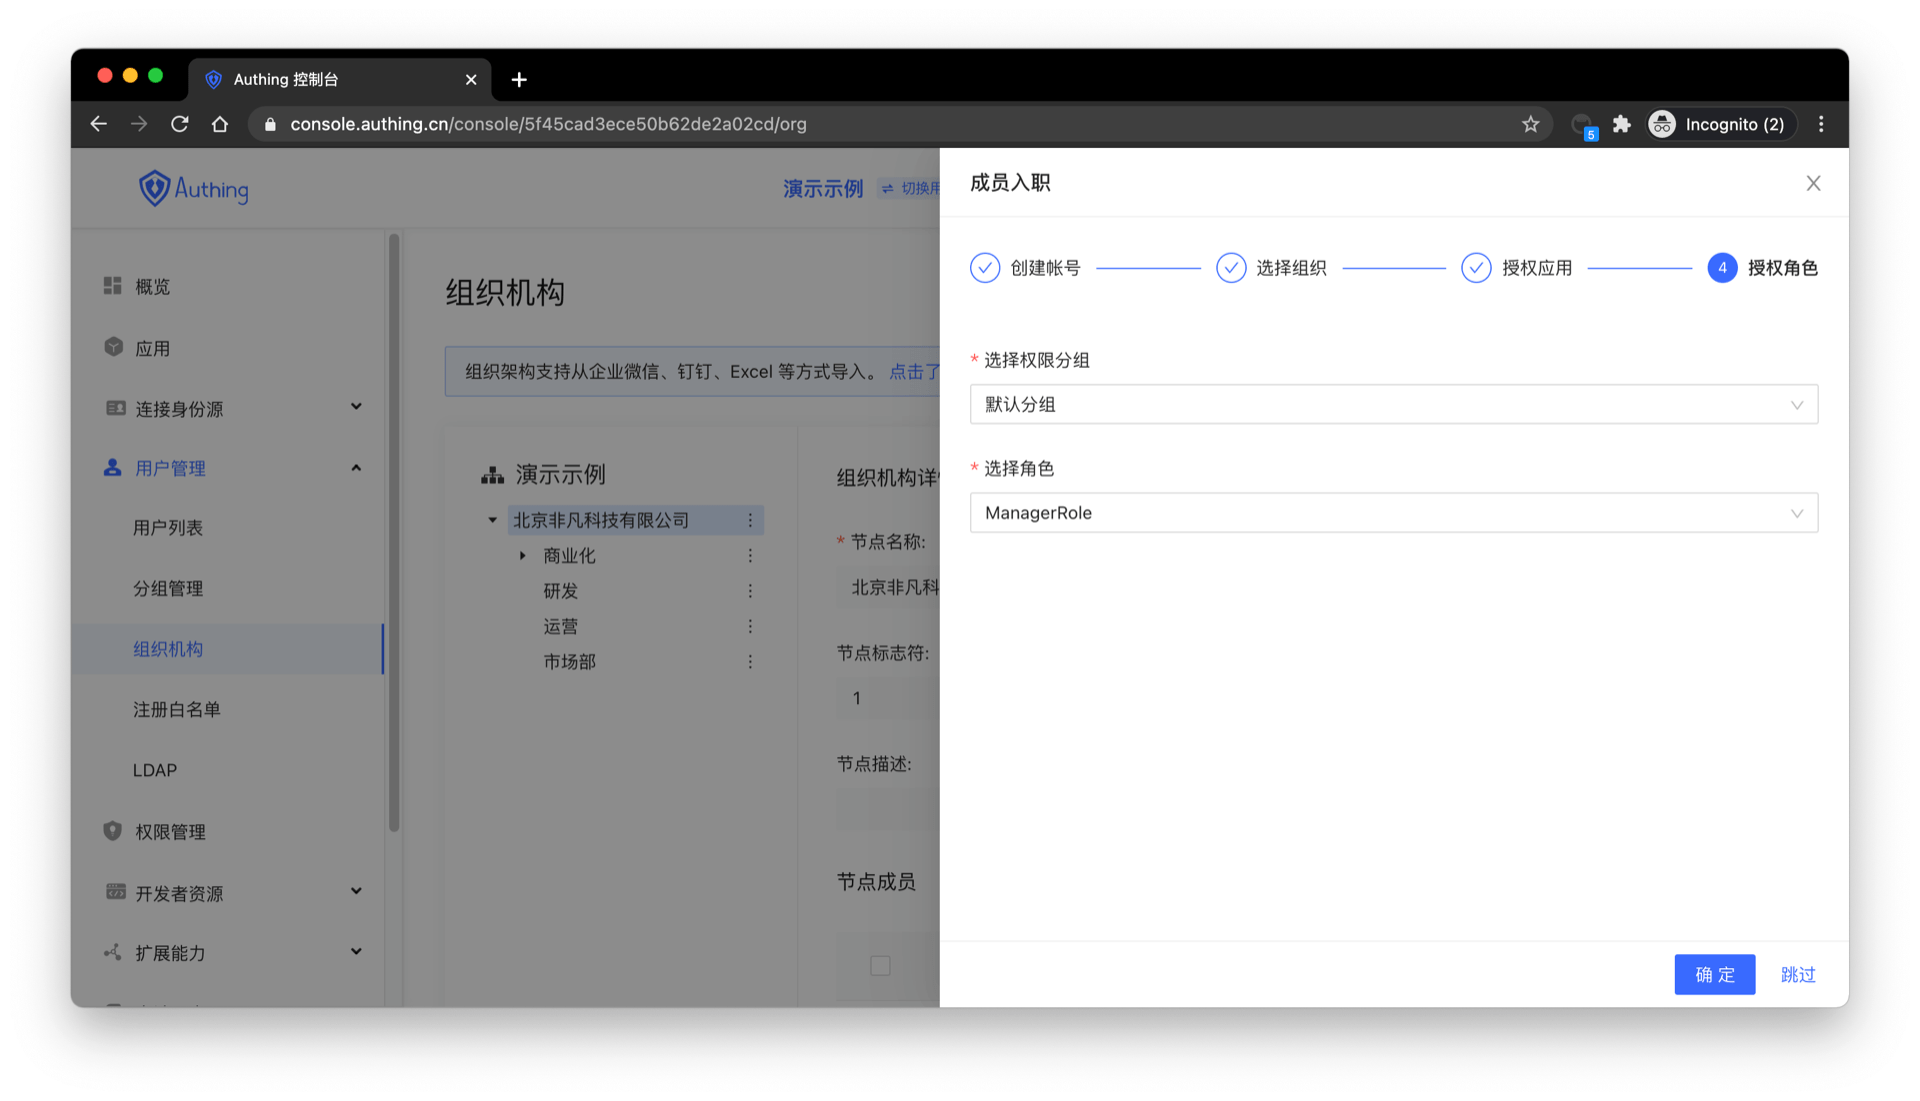 Authing 控制台
console.authing.cn/console/5f45cad3ece50b62de2a02cd/org
5
Incognito (2)
Authing
演示示例
切换用
概览
应用
连接身份源
用户管理
用户列表
分组管理
组织机构
注册白名单
LDAP
权限管理
开发者资源
扩展能力
组织机构
组织架构支持从企业微信、钉钉、Excel 等方式导入。 点击了
演示示例
北京非凡科技有限公司
商业化
研发
运营
市场部
组织机构详
* 节点名称:
北京非凡科
节点标志符:
1
节点描述:
节点成员
成员入职
创建帐号
选择组织
授权应用
4 授权角色
* 选择权限分组
默认分组
* 选择角色
ManagerRole
确 定
跳过